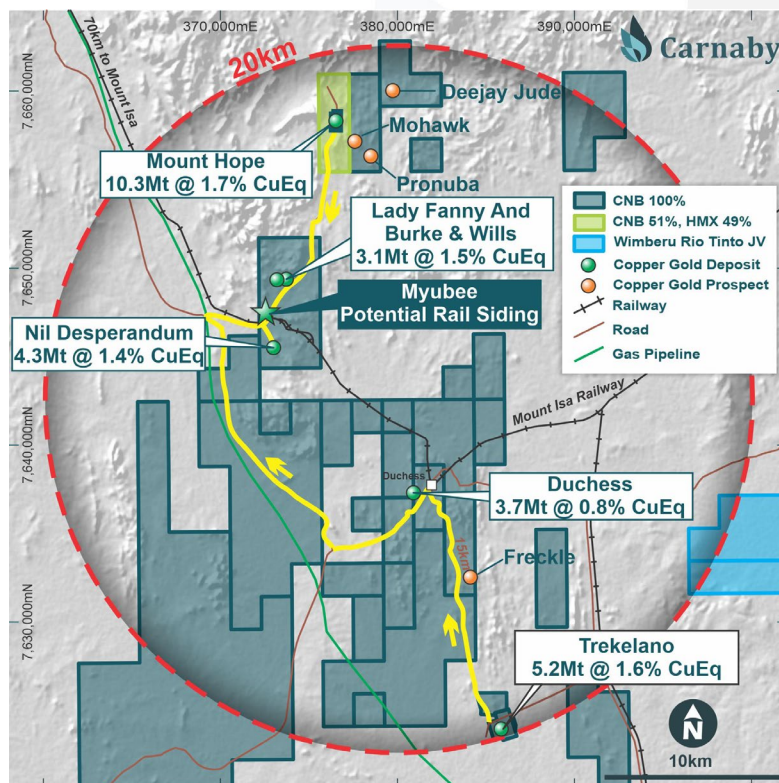 370,000mE
380,000mE
390,000mE
Carnaby
70km to Mount Isa
20km
7,660,000mN
7,650,000mN
7,640,000mN
7,630,000mN
Deejay Jude
Mohawk
Pronuba
Mount Hope
10.3Mt @ 1.7% CuEq
Lady Fanny And
Burke & Wills
3.1Mt @ 1.5% CuEq
Myubee
Potential Rail Siding
Nil Desperandum
4.3Mt @ 1.4% CuEq
CNB 100%
CNB 51%, HMX 49%
Wimberu Rio Tinto JV
Copper Gold Deposit
Copper Gold Prospect
Railway
Road
Gas Pipeline
Mount Isa Railway
Duchess
Duchess
3.7Mt @ 0.8% CuEq
15km
Freckle
Trekelano
5.2Mt @ 1.6% CuEq
N
10km